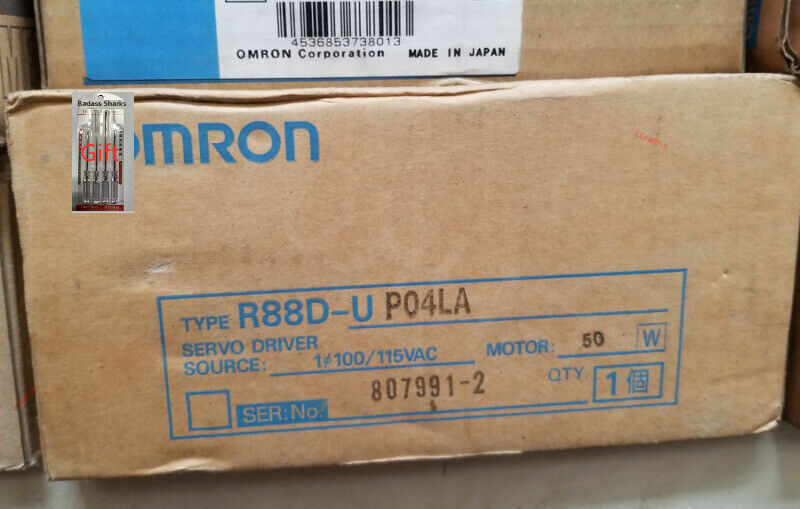 4536853738013
OMRON Corporation MADE IN JAPAN
Badass Sharks
Gift
OMRON
TYPE R88D-U P04LA
SERVO DRIVER
SOURCE: 1ϕ100/115VAC MOTOR: 50 W
807991-2 QTY 1個
SER:No.